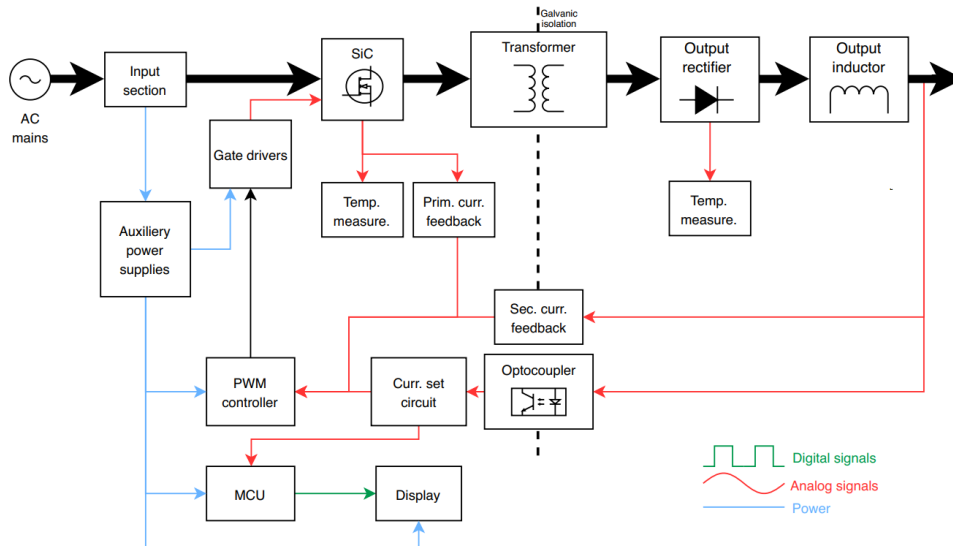 Galvanic
isolation
SiC
Transformer
Output
rectifier
Output
inductor
Input
section
AC
mains
Gate drivers
Temp.
measure.
Prim. curr.
feedback
Temp.
measure.
Auxiliery
power
supplies
Sec. curr.
feedback
Optocoupler
PWM
controller
Curr. set
circuit
Digital signals
Analog signals
Power
MCU
Display